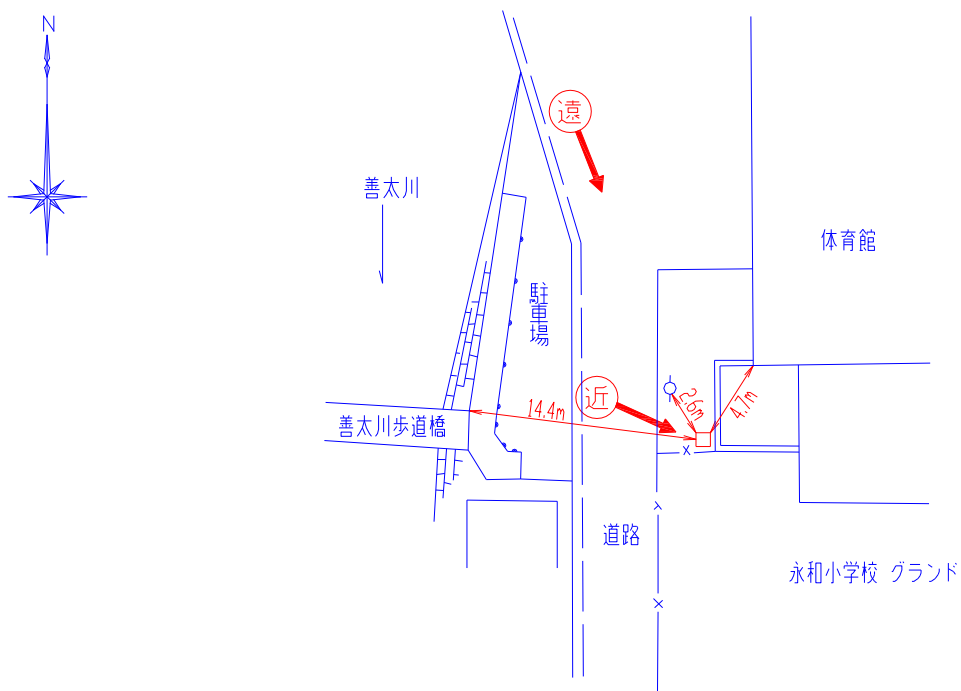 N
遠
善太川
体育館
駐車場
近
2.6m
4.7m
14.4m
善太川歩道橋
道路
永和小学校 グランド